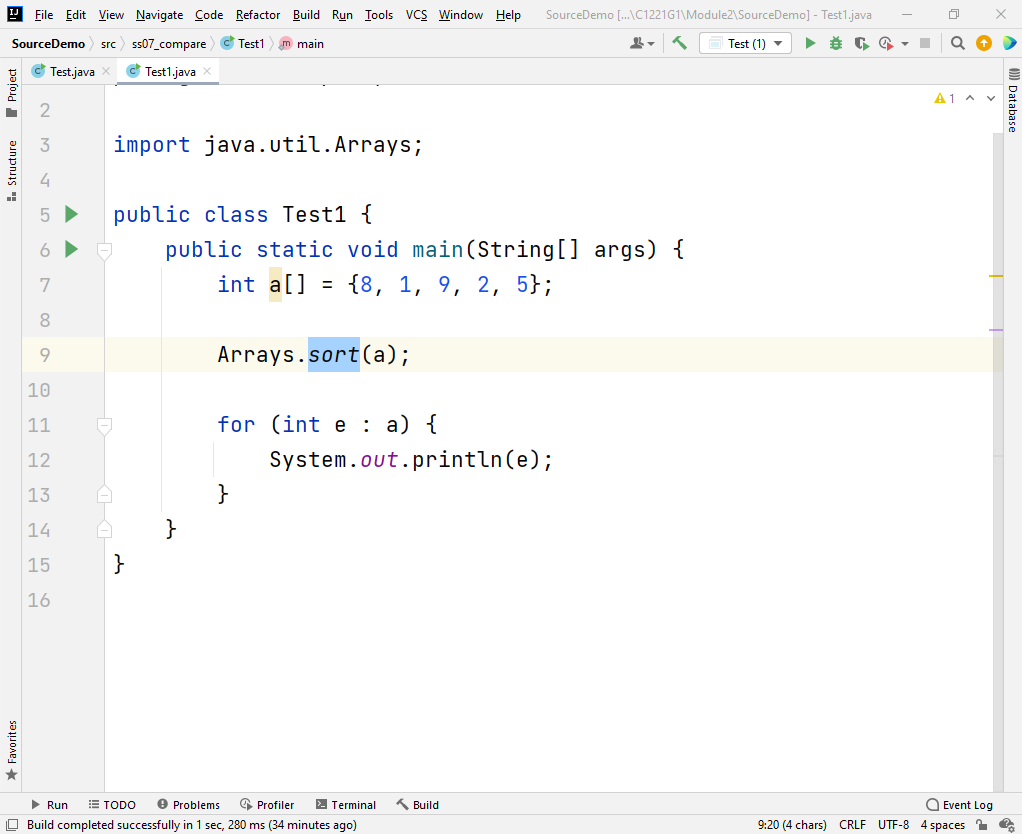 File Edit View Navigate Code Refactor Build Run Tools VCS Window Help SourceDemo [...\C1221G1\Module2\SourceDemo] - Test1.java
SourceDemo src ss07_compare Test1 m main Test (1)
Test.java Test1.java
Project
Structure
Favorites
Database
1
2
3 import java.util.Arrays;
4
5 public class Test1 {
6 public static void main(String[] args) {
7 int a[] = {8, 1, 9, 2, 5};
8
9 Arrays.sort(a);
10
11 for (int e : a) {
12 System.out.println(e);
13 }
14 }
15 }
16
Run TODO Problems Profiler Terminal Build Event Log
Build completed successfully in 1 sec, 280 ms (34 minutes ago) 9:20 (4 chars) CRLF UTF-8 4 spaces